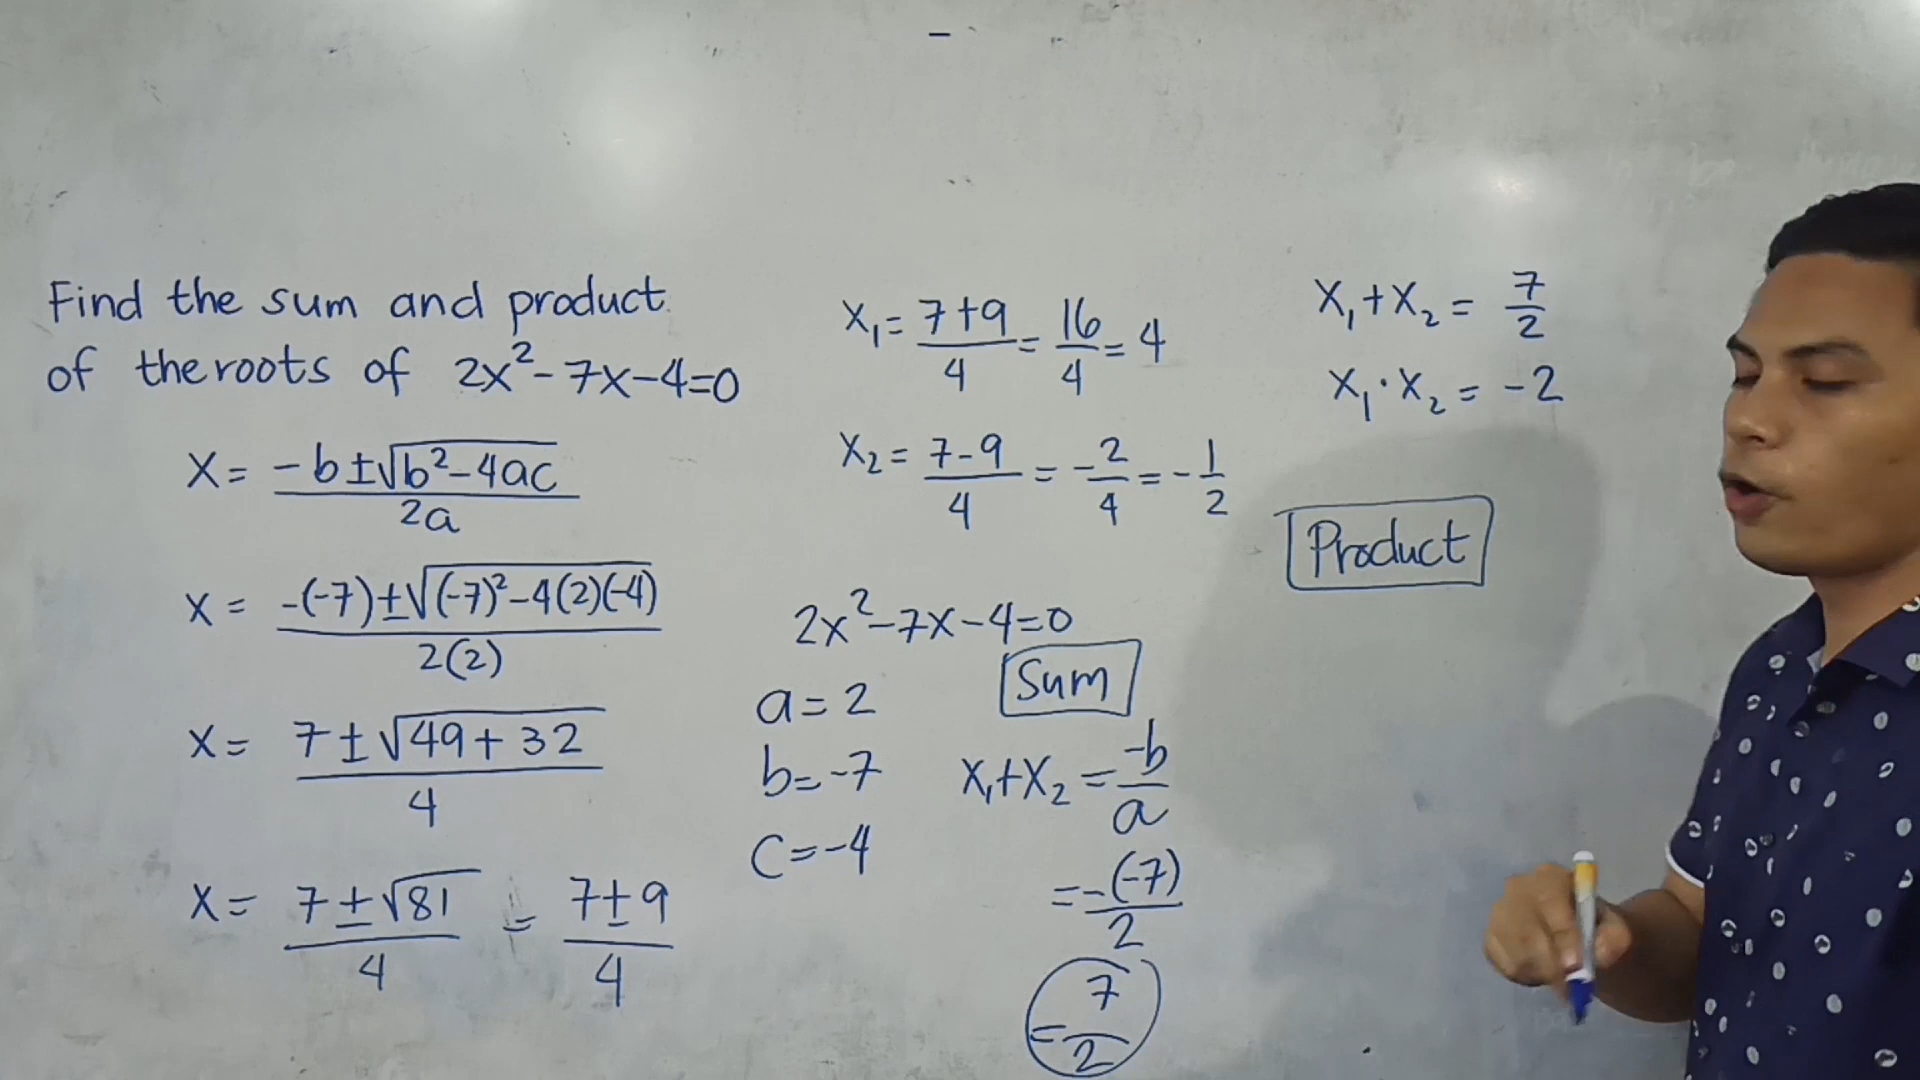 Find the sum and product
of the roots of 2x²-7x-4=0
X = -b±√b²-4ac / 2a
X = -(-7)±√(-7)²-4(2)(-4) / 2(2)
X = 7±√49+32 / 4
X = 7±√81 / 4 = 7±9 / 4
X₁ = 7+9 / 4 = 16 / 4 = 4
X₂ = 7-9 / 4 = -2 / 4 = -1 / 2
2x²-7x-4=0
a = 2
b = -7
c = -4
Sum
X₁+X₂ = -b / a
= -(-7) / 2
= 7 / 2
X₁+X₂ = 7 / 2
X₁·X₂ = -2
Product